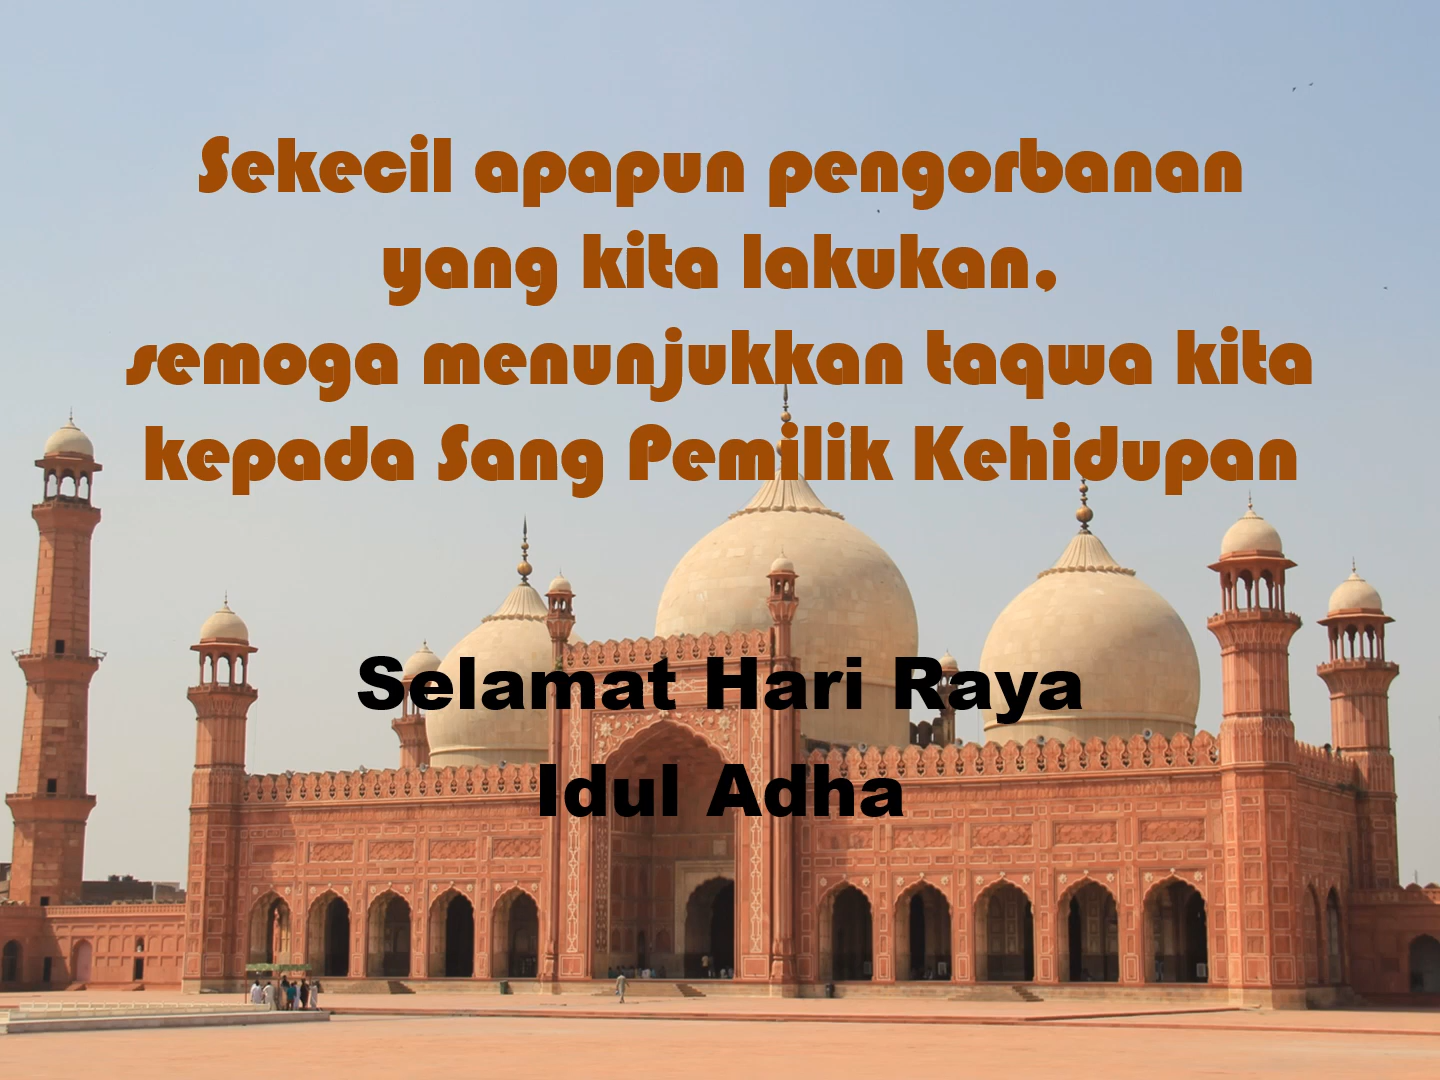 Sekecil apapun pengorbanan
yang kita lakukan,
semoga menunjukkan taqwa kita
kepada Sang Pemilik Kehidupan
Selamat Hari Raya
Idul Adha